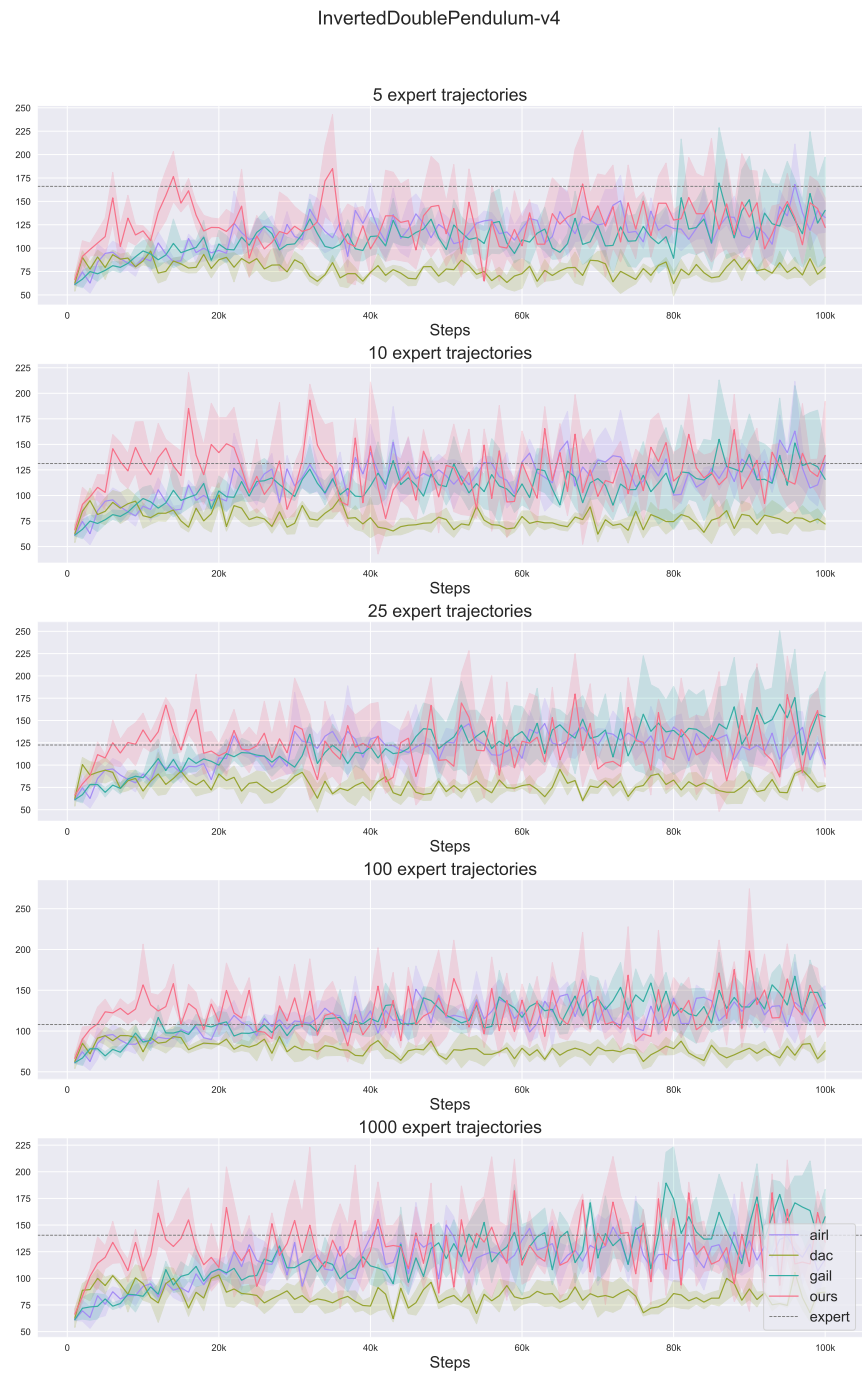 InvertedDoublePendulum-v4
5 expert trajectories
250
225
200
175
150
125
100
75
50
0 20k 40k 60k 80k 100k
Steps
10 expert trajectories
225
200
175
150
125
100
75
50
0 20k 40k 60k 80k 100k
Steps
25 expert trajectories
250
225
200
175
150
125
100
75
50
0 20k 40k 60k 80k 100k
Steps
100 expert trajectories
250
200
150
100
50
0 20k 40k 60k 80k 100k
Steps
1000 expert trajectories
225
200
175
150
125
100
75
50
airl
dac
gail
ours
expert
0 20k 40k 60k 80k 100k
Steps